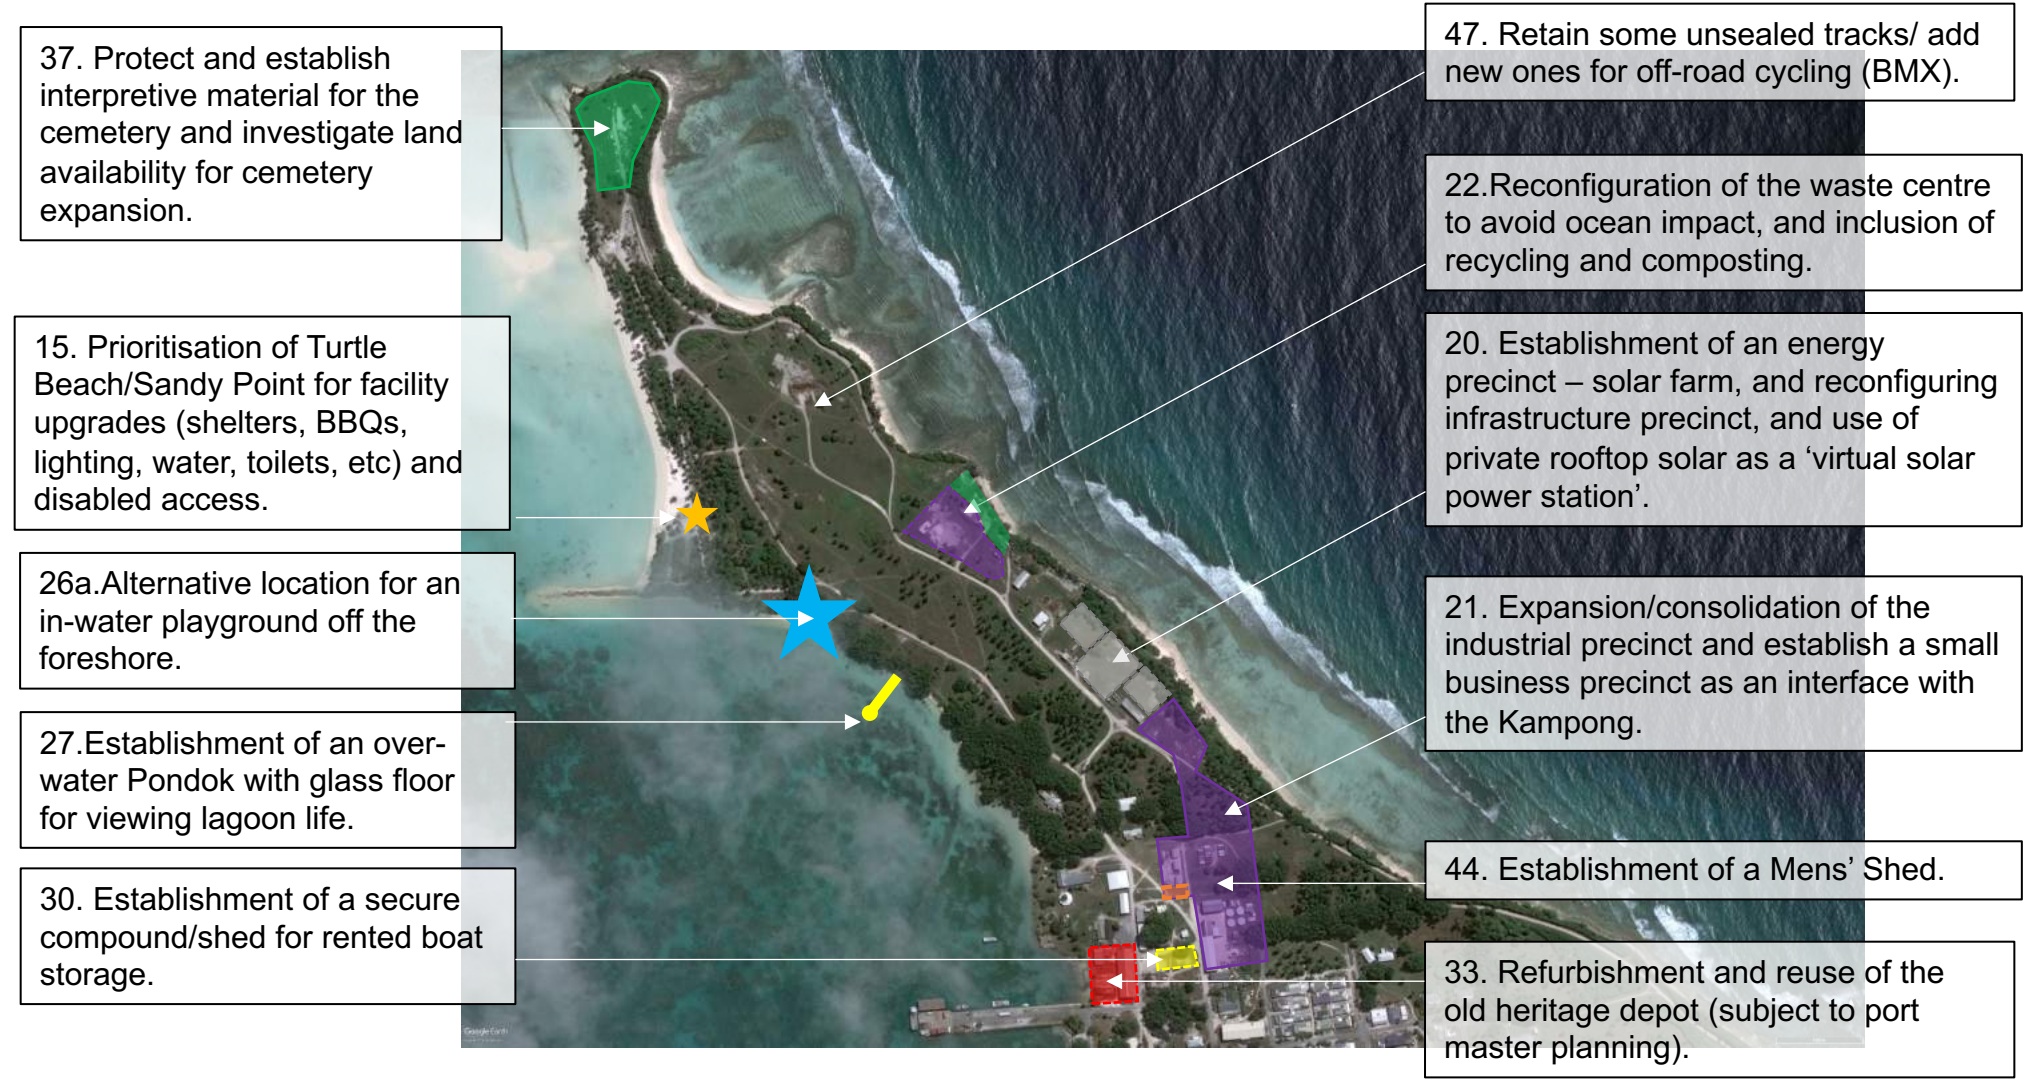 37. Protect and establish
interpretive material for the
cemetery and investigate land
availability for cemetery
expansion.
15. Prioritisation of Turtle
Beach/Sandy Point for facility
upgrades (shelters, BBQs,
lighting, water, toilets, etc) and
disabled access.
26a.Alternative location for an
in-water playground off the
foreshore.
27.Establishment of an over-
water Pondok with glass floor
for viewing lagoon life.
30. Establishment of a secure
compound/shed for rented boat
storage.
47. Retain some unsealed tracks/ add
new ones for off-road cycling (BMX).
22.Reconfiguration of the waste centre
to avoid ocean impact, and inclusion of
recycling and composting.
20. Establishment of an energy
precinct – solar farm, and reconfiguring
infrastructure precinct, and use of
private rooftop solar as a ‘virtual solar
power station’.
21. Expansion/consolidation of the
industrial precinct and establish a small
business precinct as an interface with
the Kampong.
44. Establishment of a Mens’ Shed.
33. Refurbishment and reuse of the
old heritage depot (subject to port
master planning).
Google Earth